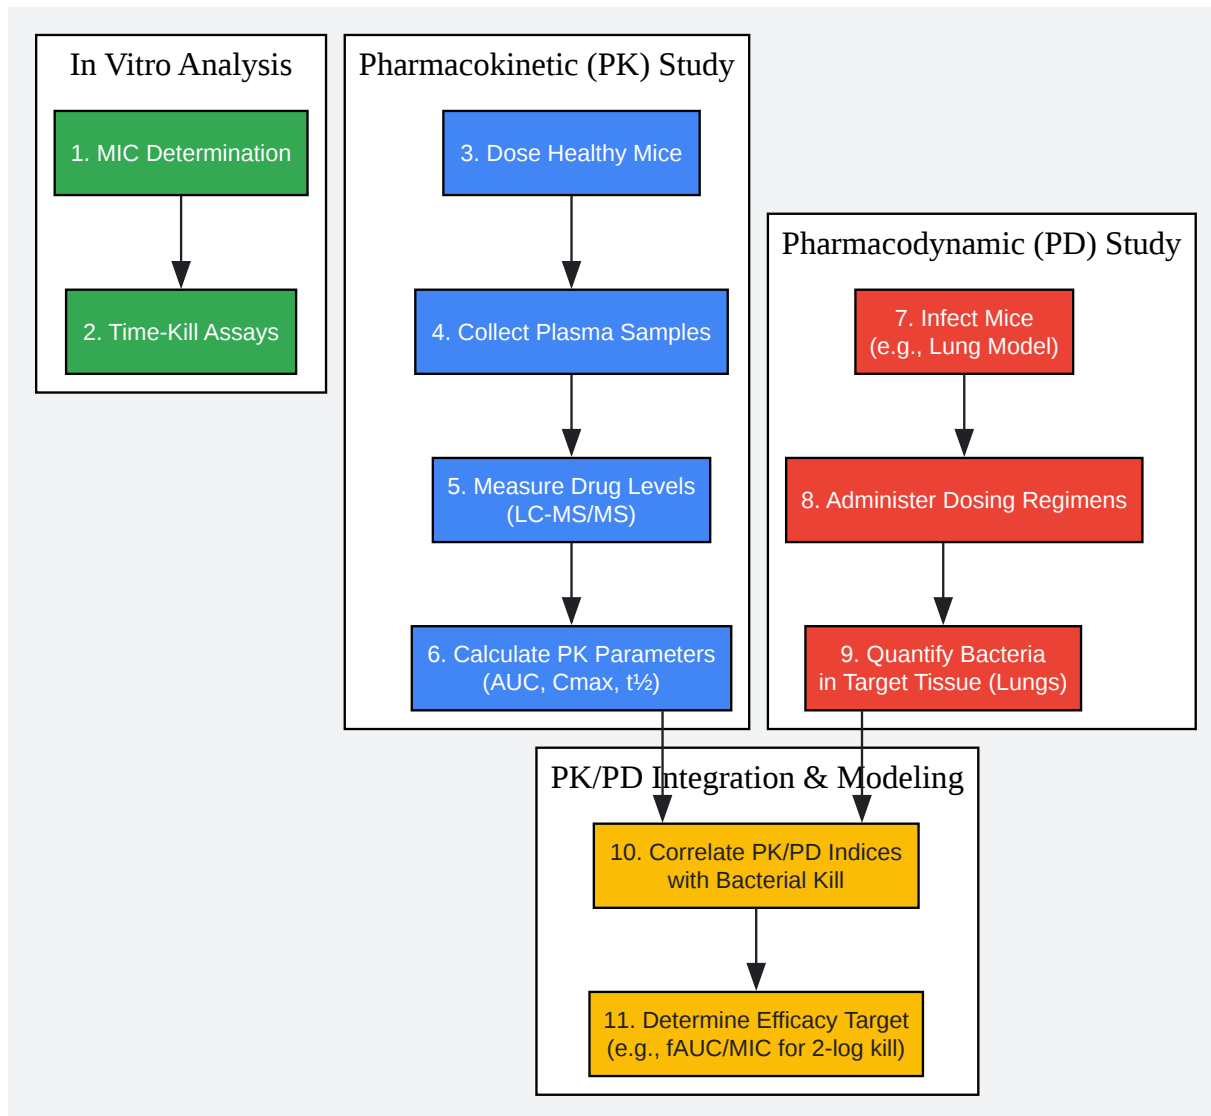 In Vitro Analysis
1. MIC Determination
2. Time-Kill Assays
Pharmacokinetic (PK) Study
3. Dose Healthy Mice
4. Collect Plasma Samples
5. Measure Drug Levels
(LC-MS/MS)
6. Calculate PK Parameters
(AUC, Cmax, t½)
Pharmacodynamic (PD) Study
7. Infect Mice
(e.g., Lung Model)
8. Administer Dosing Regimens
9. Quantify Bacteria
in Target Tissue (Lungs)
PK/PD Integration & Modeling
10. Correlate PK/PD Indices
with Bacterial Kill
11. Determine Efficacy Target
(e.g., fAUC/MIC for 2-log kill)